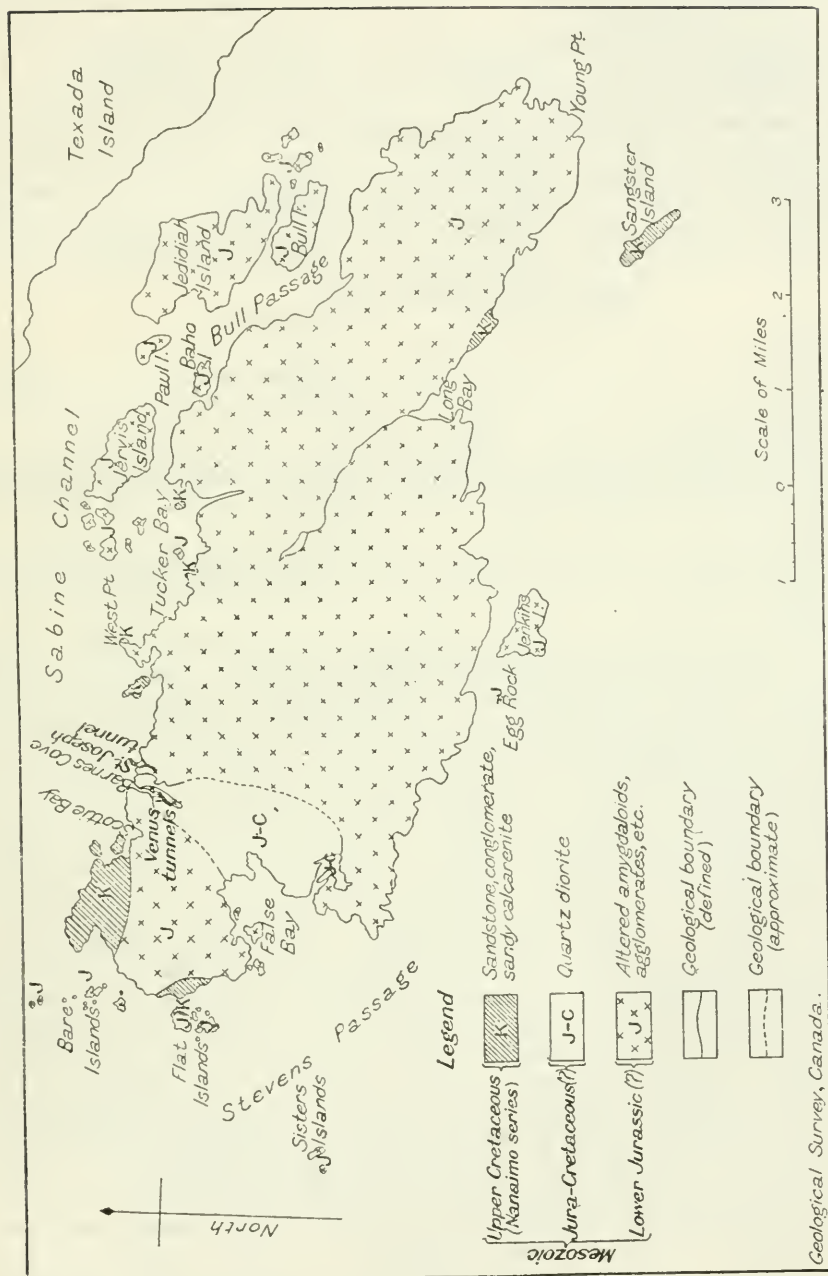 Texada
Island
Sabine Channel
Jervis
Island
Paul I.
J
Jedidiah
Island
J
Bull I.
J
Baho
I.
J
Bull Passage
West Pt.
K
J
Tucker Bay
K
J
K
St. Joseph
tunnel
Barnes Cove
Venus
tunnels
K
J
Bare
Islands
J
J
Flat
Islands
J
K
False
Bay
J-C
J-C
Stevens Passage
Sisters
Islands
J
Long
Bay
K
J
Young Pt.
Sangster
Island
K
Egg Rock
J
Jenkins
I.
J
North
Scale of Miles
1 0 1 2 3
Legend
Mesozoic
Upper Cretaceous
(Nanaimo series)
K
Sandstone, conglomerate,
sandy calcarenite
Jura-Cretaceous(?)
J-C
Quartz diorite
Lower Jurassic (?)
J
Altered amygdaloids,
agglomerates, etc.
Geological boundary
(defined)
Geological boundary
(approximate)
Geological Survey, Canada.